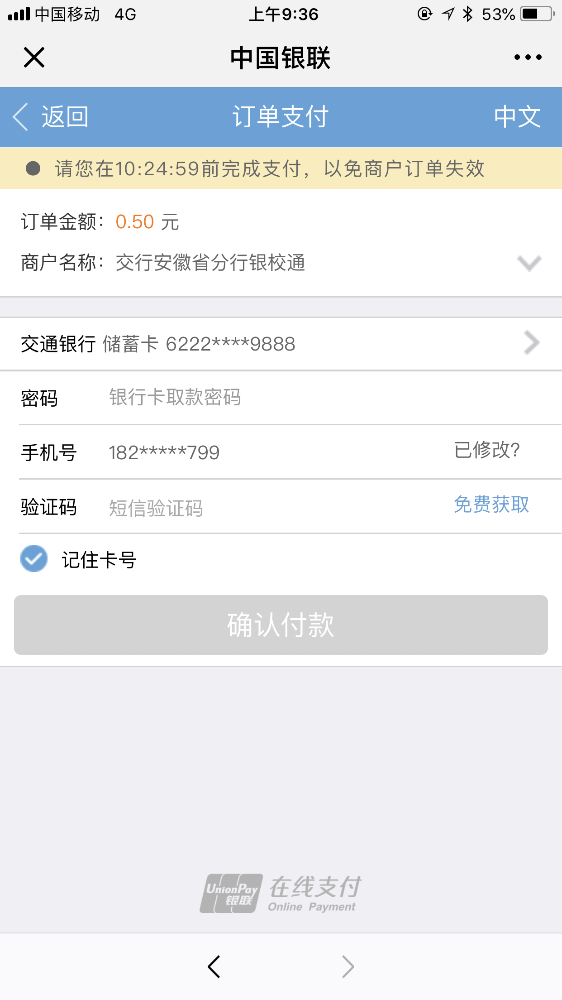 中国移动 4G 上午9:36 53%
中国银联
返回 订单支付 中文
请您在10:24:59前完成支付，以免商户订单失效
订单金额：0.50 元
商户名称：交行安徽省分行银校通
交通银行 储蓄卡 6222****9888
密码 银行卡取款密码
手机号 182*****799 已修改?
验证码 短信验证码 免费获取
记住卡号
确认付款
UnionPay 在线支付
银联 Online Payment